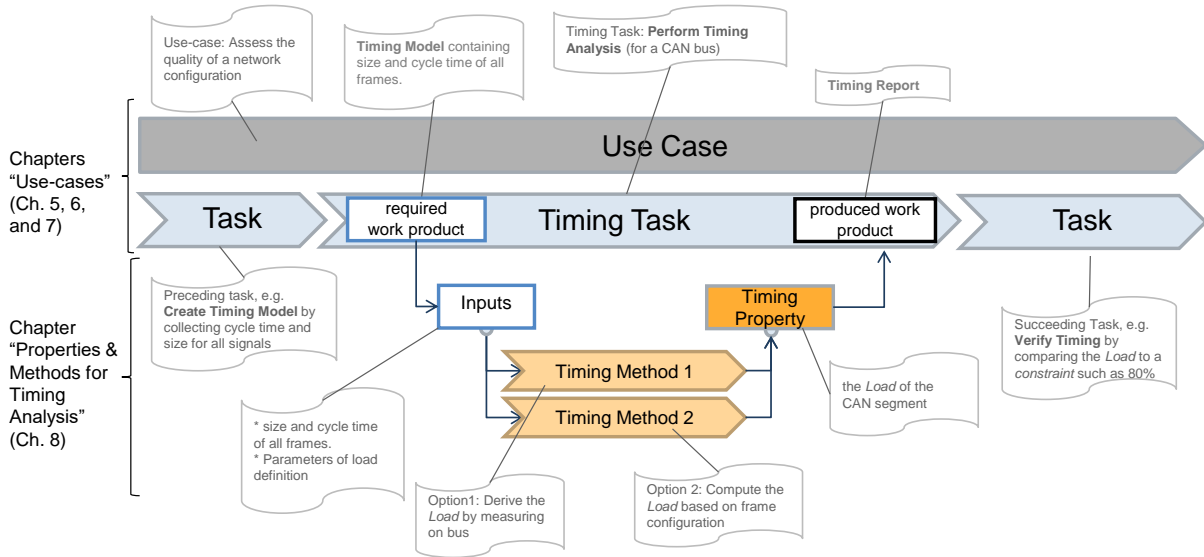 Use-case: Assess the
quality of a network
configuration
Timing Model containing
size and cycle time of all
frames.
Timing Task: Perform Timing
Analysis (for a CAN bus)
Timing Report
Chapters
“Use-cases”
(Ch. 5, 6,
and 7)
Use Case
Task
required
work product
Timing Task
produced work
product
Task
Chapter
“Properties &
Methods for
Timing
Analysis”
(Ch. 8)
Preceding task, e.g.
Create Timing Model by
collecting cycle time and
size for all signals
Inputs
Timing
Property
Succeeding Task, e.g.
Verify Timing by
comparing the Load to a
constraint such as 80%
Timing Method 1
Timing Method 2
the Load of the
CAN segment
* size and cycle time
of all frames.
* Parameters of load
definition
Option1: Derive the
Load by measuring
on bus
Option 2: Compute the
Load based on frame
configuration